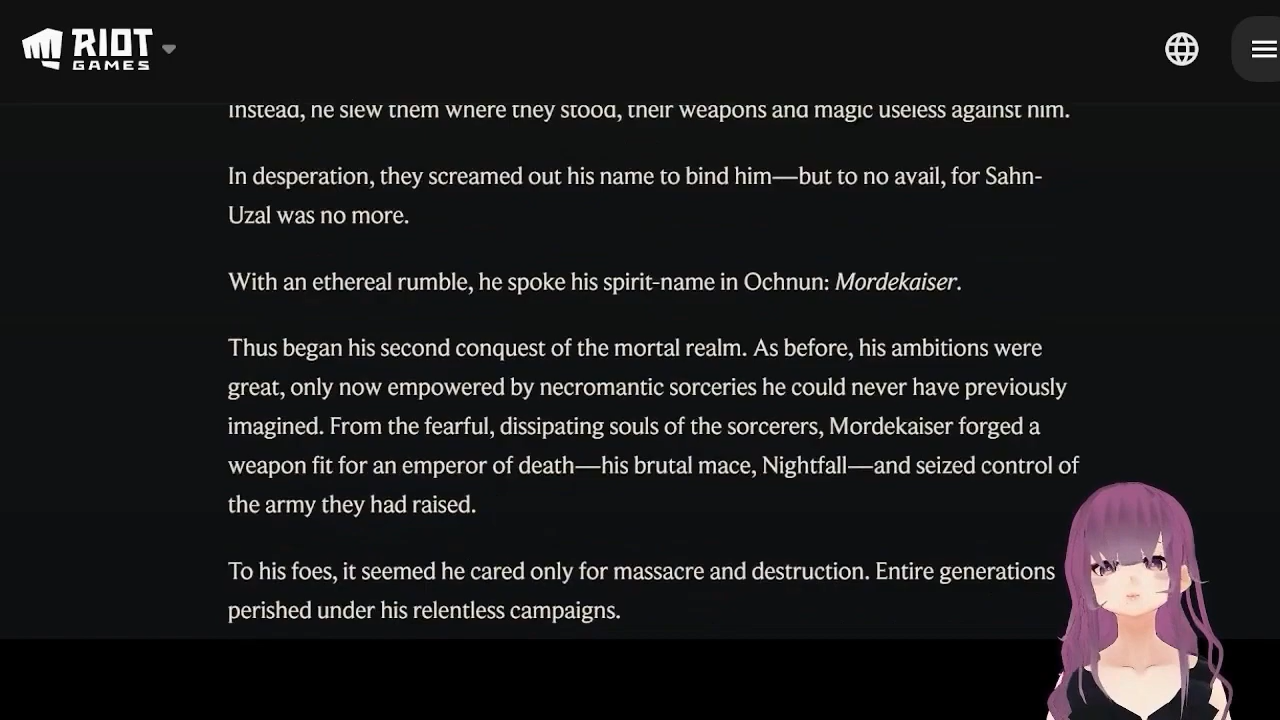 RIOT
GAMES
Instead, he slew them where they stood, their weapons and magic useless against him.
In desperation, they screamed out his name to bind him—but to no avail, for Sahn-
Uzal was no more.
With an ethereal rumble, he spoke his spirit-name in Ochnun: Mordekaiser.
Thus began his second conquest of the mortal realm. As before, his ambitions were
great, only now empowered by necromantic sorceries he could never have previously
imagined. From the fearful, dissipating souls of the sorcerers, Mordekaiser forged a
weapon fit for an emperor of death—his brutal mace, Nightfall—and seized control of
the army they had raised.
To his foes, it seemed he cared only for massacre and destruction. Entire generations
perished under his relentless campaigns.